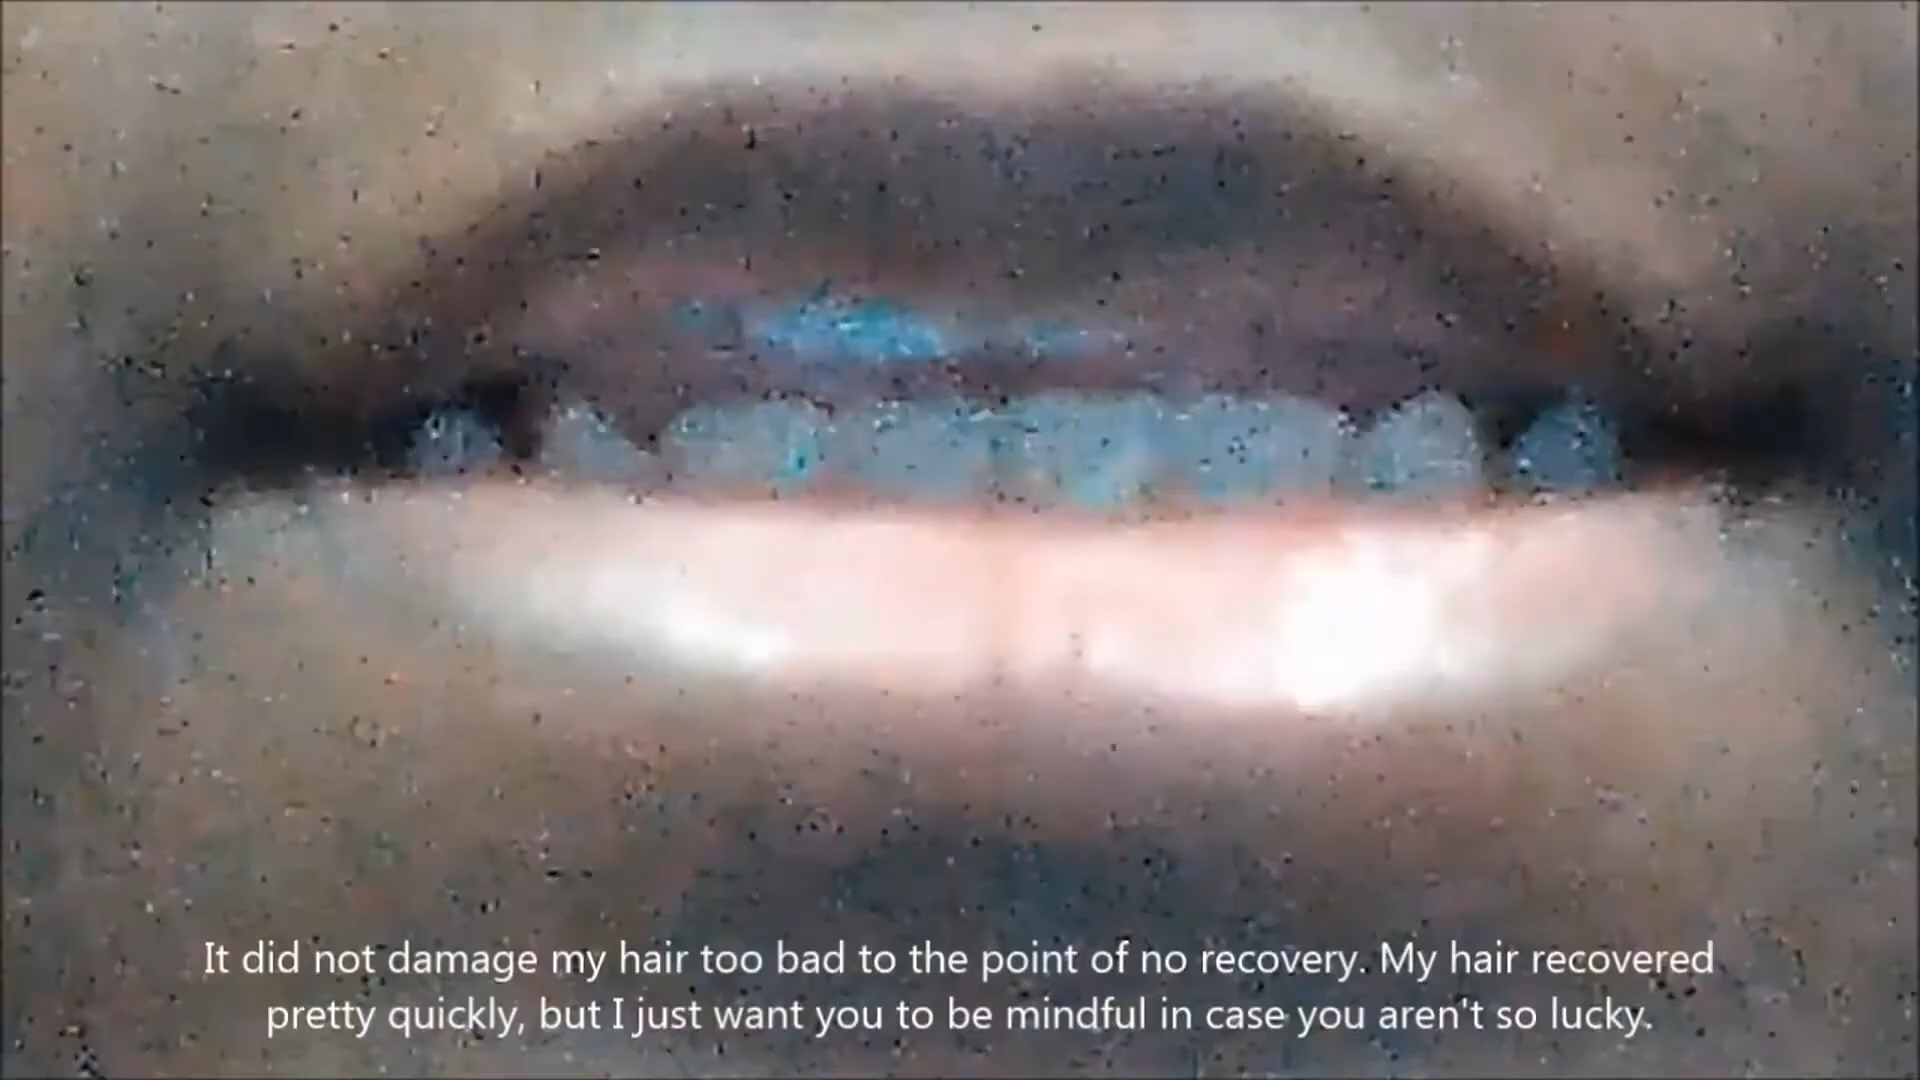 It did not damage my hair too bad to the point of no recovery. My hair recovered
pretty quickly, but I just want you to be mindful in case you aren't so lucky.